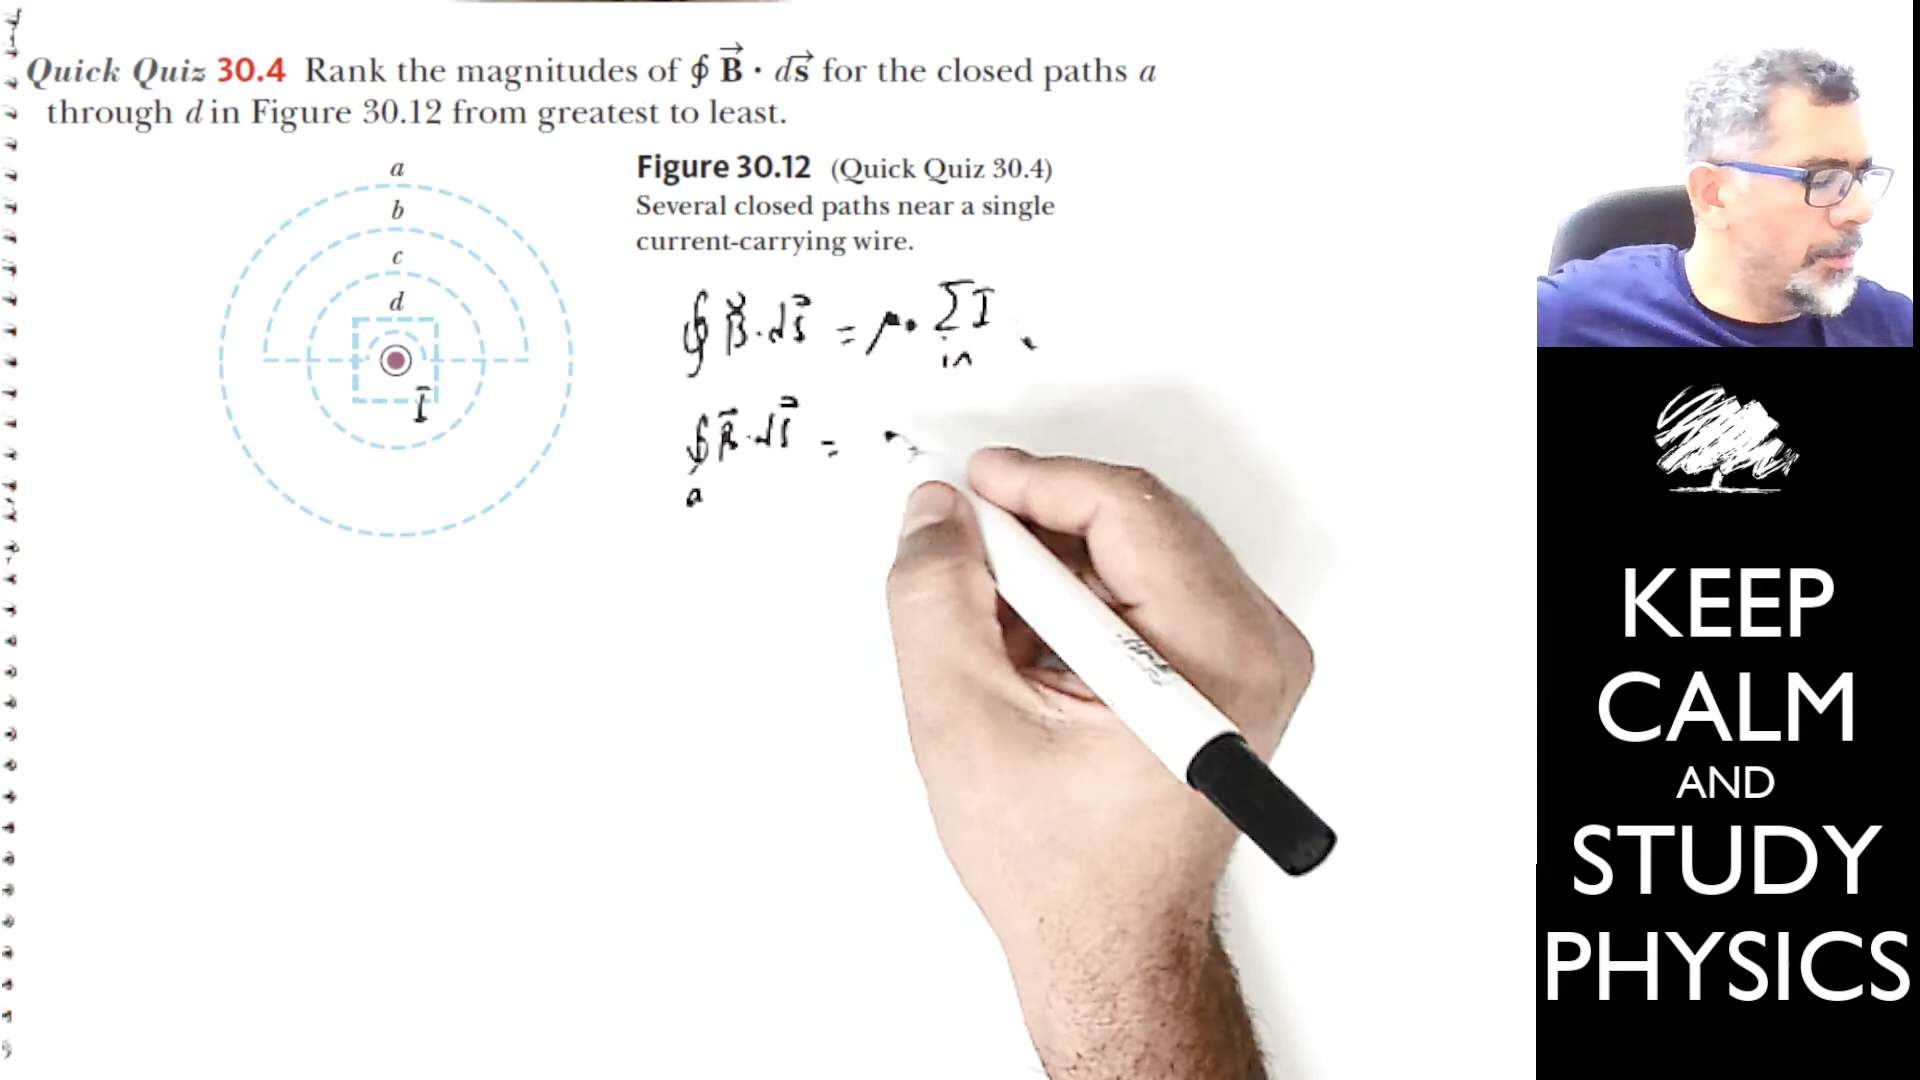 Quick Quiz 30.4 Rank the magnitudes of ∮ B⃗ · ds⃗ for the closed paths a
through d in Figure 30.12 from greatest to least.
a
b
c
d
I
Figure 30.12 (Quick Quiz 30.4)
Several closed paths near a single
current-carrying wire.
∮ B⃗ · ds⃗ = μ₀ Σ I
in
∮ B⃗ · ds⃗ =
a
KEEP
CALM
AND
STUDY
PHYSICS